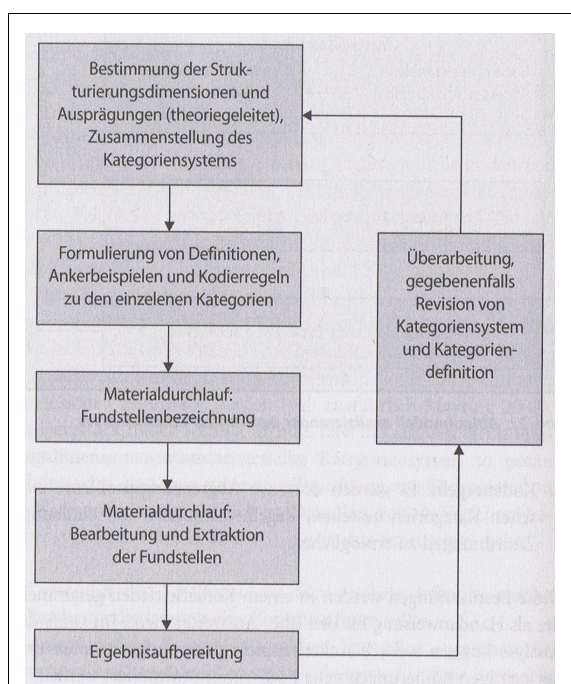 Bestimmung der Struk-
turierungsdimensionen und
Ausprägungen (theoriegeleitet),
Zusammenstellung des
Kategoriensystems
Formulierung von Definitionen,
Ankerbeispielen und Kodierregeln
zu den einzelenen Kategorien
Materialdurchlauf:
Fundstellenbezeichnung
Materialdurchlauf:
Bearbeitung und Extraktion
der Fundstellen
Ergebnisaufbereitung
Überarbeitung,
gegebenenfalls
Revision von
Kategoriensystem
und Kategorien-
definition